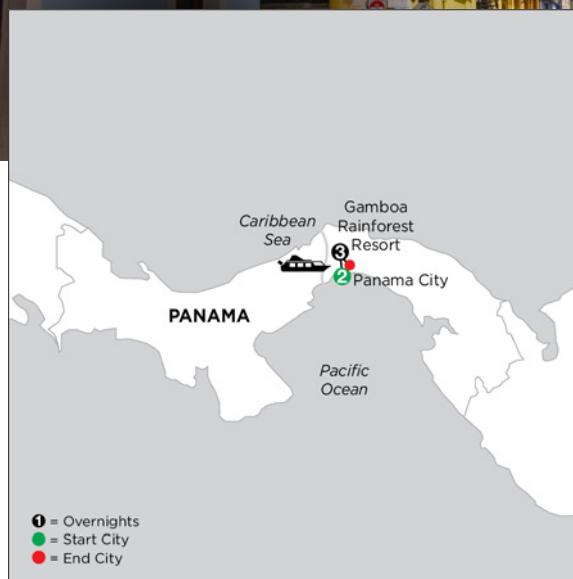 Caribbean
Sea
Gamboa
Rainforest
Resort
3
2
Panama City
PANAMA
Pacific
Ocean
1 = Overnights
= Start City
= End City